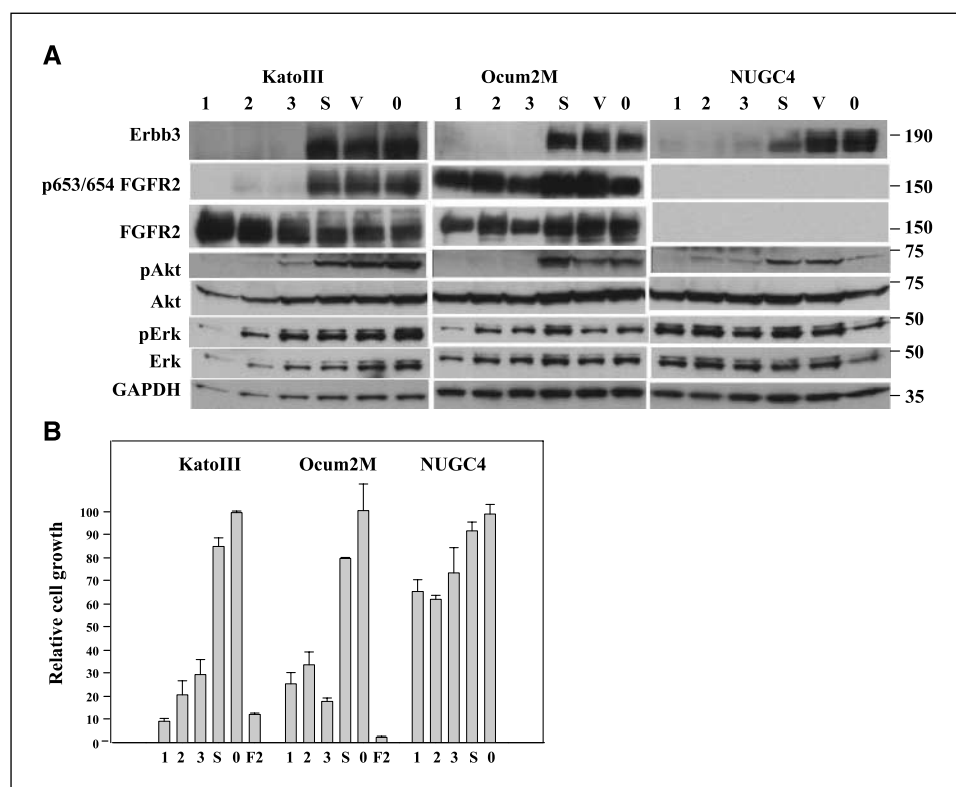 A
KatoIII Ocum2M NUGC4
1 2 3 S V 0 1 2 3 S V 0 1 2 3 S V 0
Erbb3 190
p653/654 FGFR2 150
FGFR2 150
75
pAkt
75
Akt
50
pErk
50
Erk
GAPDH 35
B
KatoIII Ocum2M NUGC4
Relative cell growth
100
90
80
70
60
50
40
30
20
10
0
1 2 3 S 0 F2 1 2 3 S 0 F2 1 2 3 S 0